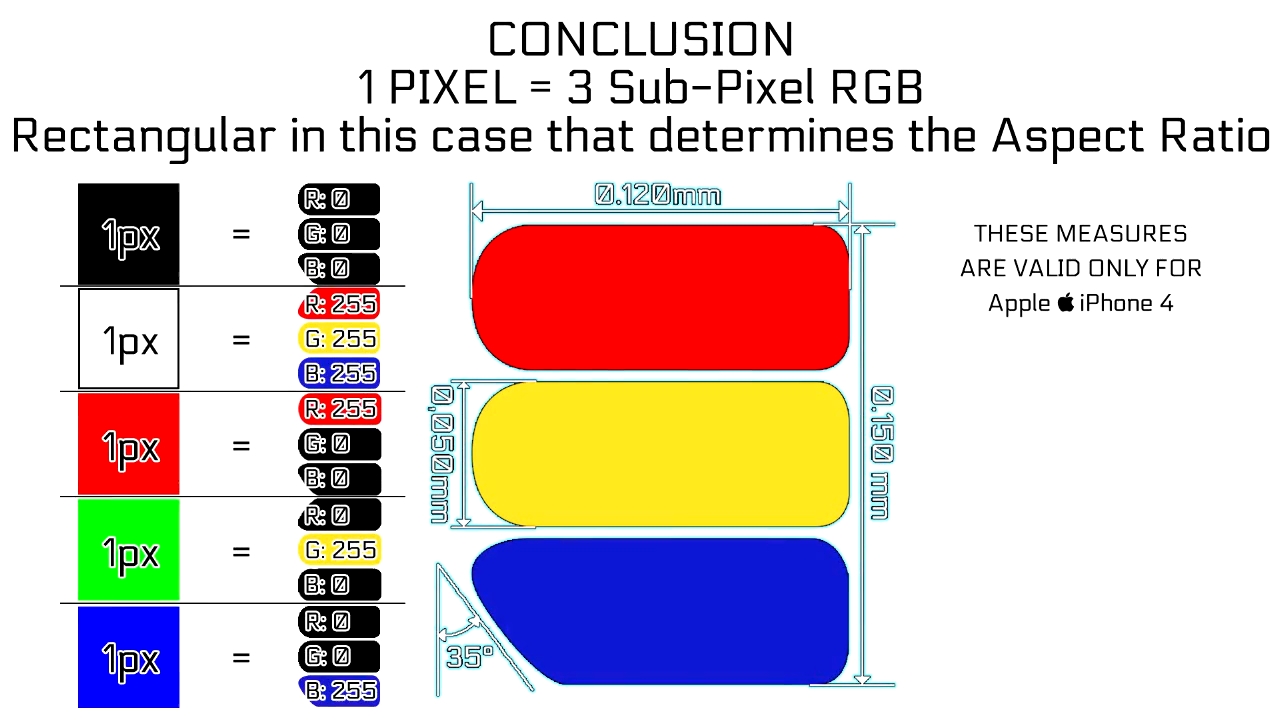 CONCLUSION
1 PIXEL = 3 Sub-Pixel RGB
Rectangular in this case that determines the Aspect Ratio
1px = R: 0
G: 0
B: 0
1px = R: 255
G: 255
B: 255
1px = R: 255
G: 0
B: 0
1px = R: 0
G: 255
B: 0
1px = R: 0
G: 0
B: 255
0.120mm
0,050mm
0.150 mm
35°
THESE MEASURES
ARE VALID ONLY FOR
Apple iPhone 4